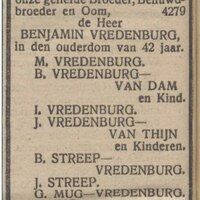 onze geliefde Broeder, Behuwd-
broeder en Oom, 4279
de Heer
BENJAMIN VREDENBURG,
in den ouderdom van 42 jaar.
M. VREDENBURG.
B. VREDENBURG—
VAN DAM
en Kind.
I. VREDENBURG.
J. VREDENBURG—
VAN THIJN
en Kinderen.
B. STREEP—
VREDENBURG.
J. STREEP.
G. MUG—VREDENBURG.